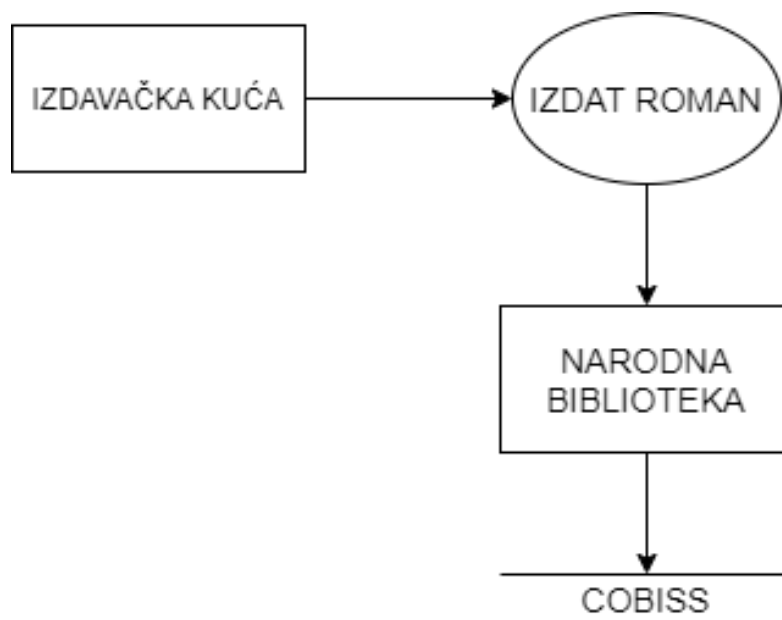 IZDAVAČKA KUĆA
IZDAT ROMAN
NARODNA
BIBLIOTEKA
COBISS